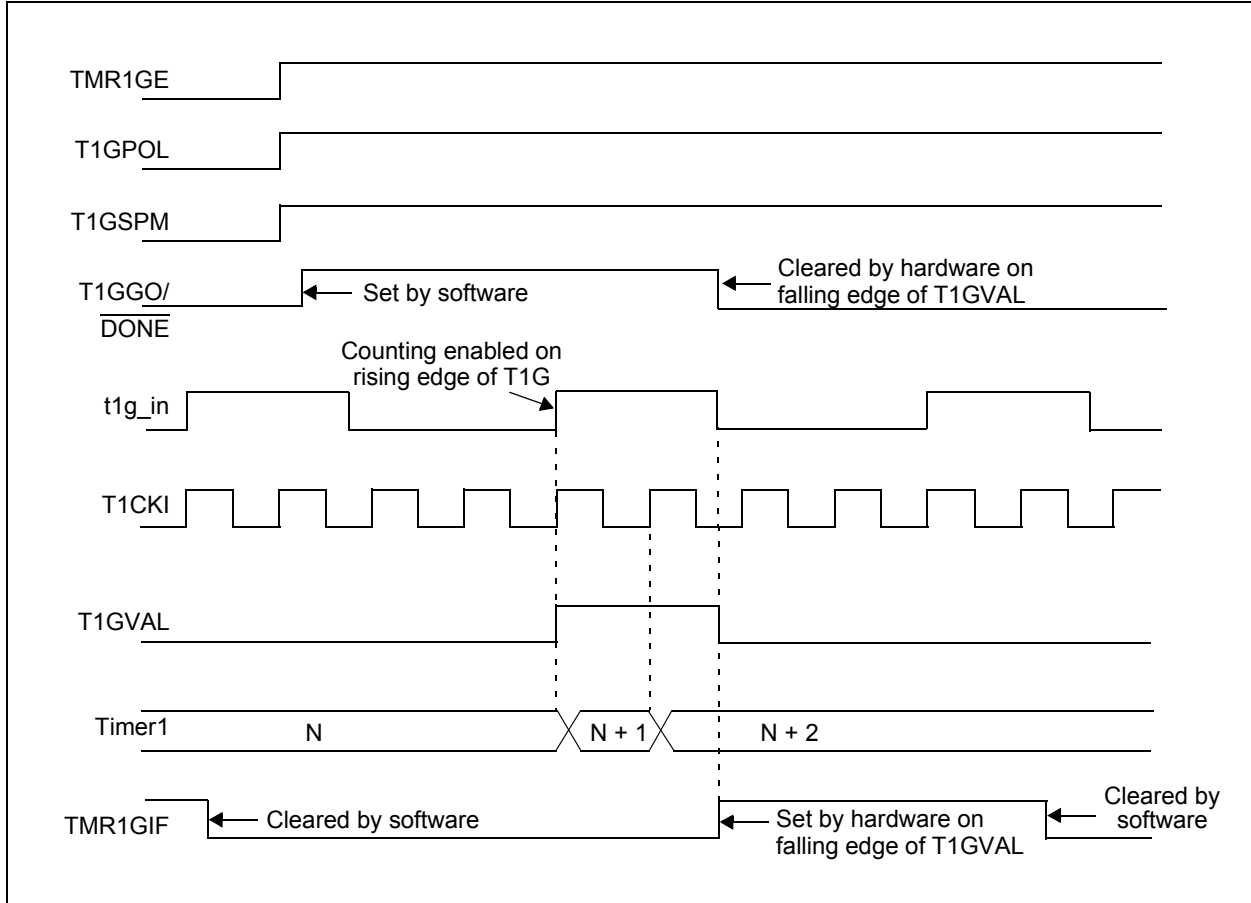 TMR1GE
T1GPOL
T1GSPM
T1GGO/
DONE
Set by software
Cleared by hardware on
falling edge of T1GVAL
Counting enabled on
rising edge of T1G
t1g_in
T1CKI
T1GVAL
Timer1
N
N + 1
N + 2
TMR1GIF
Cleared by software
Set by hardware on
falling edge of T1GVAL
Cleared by
software